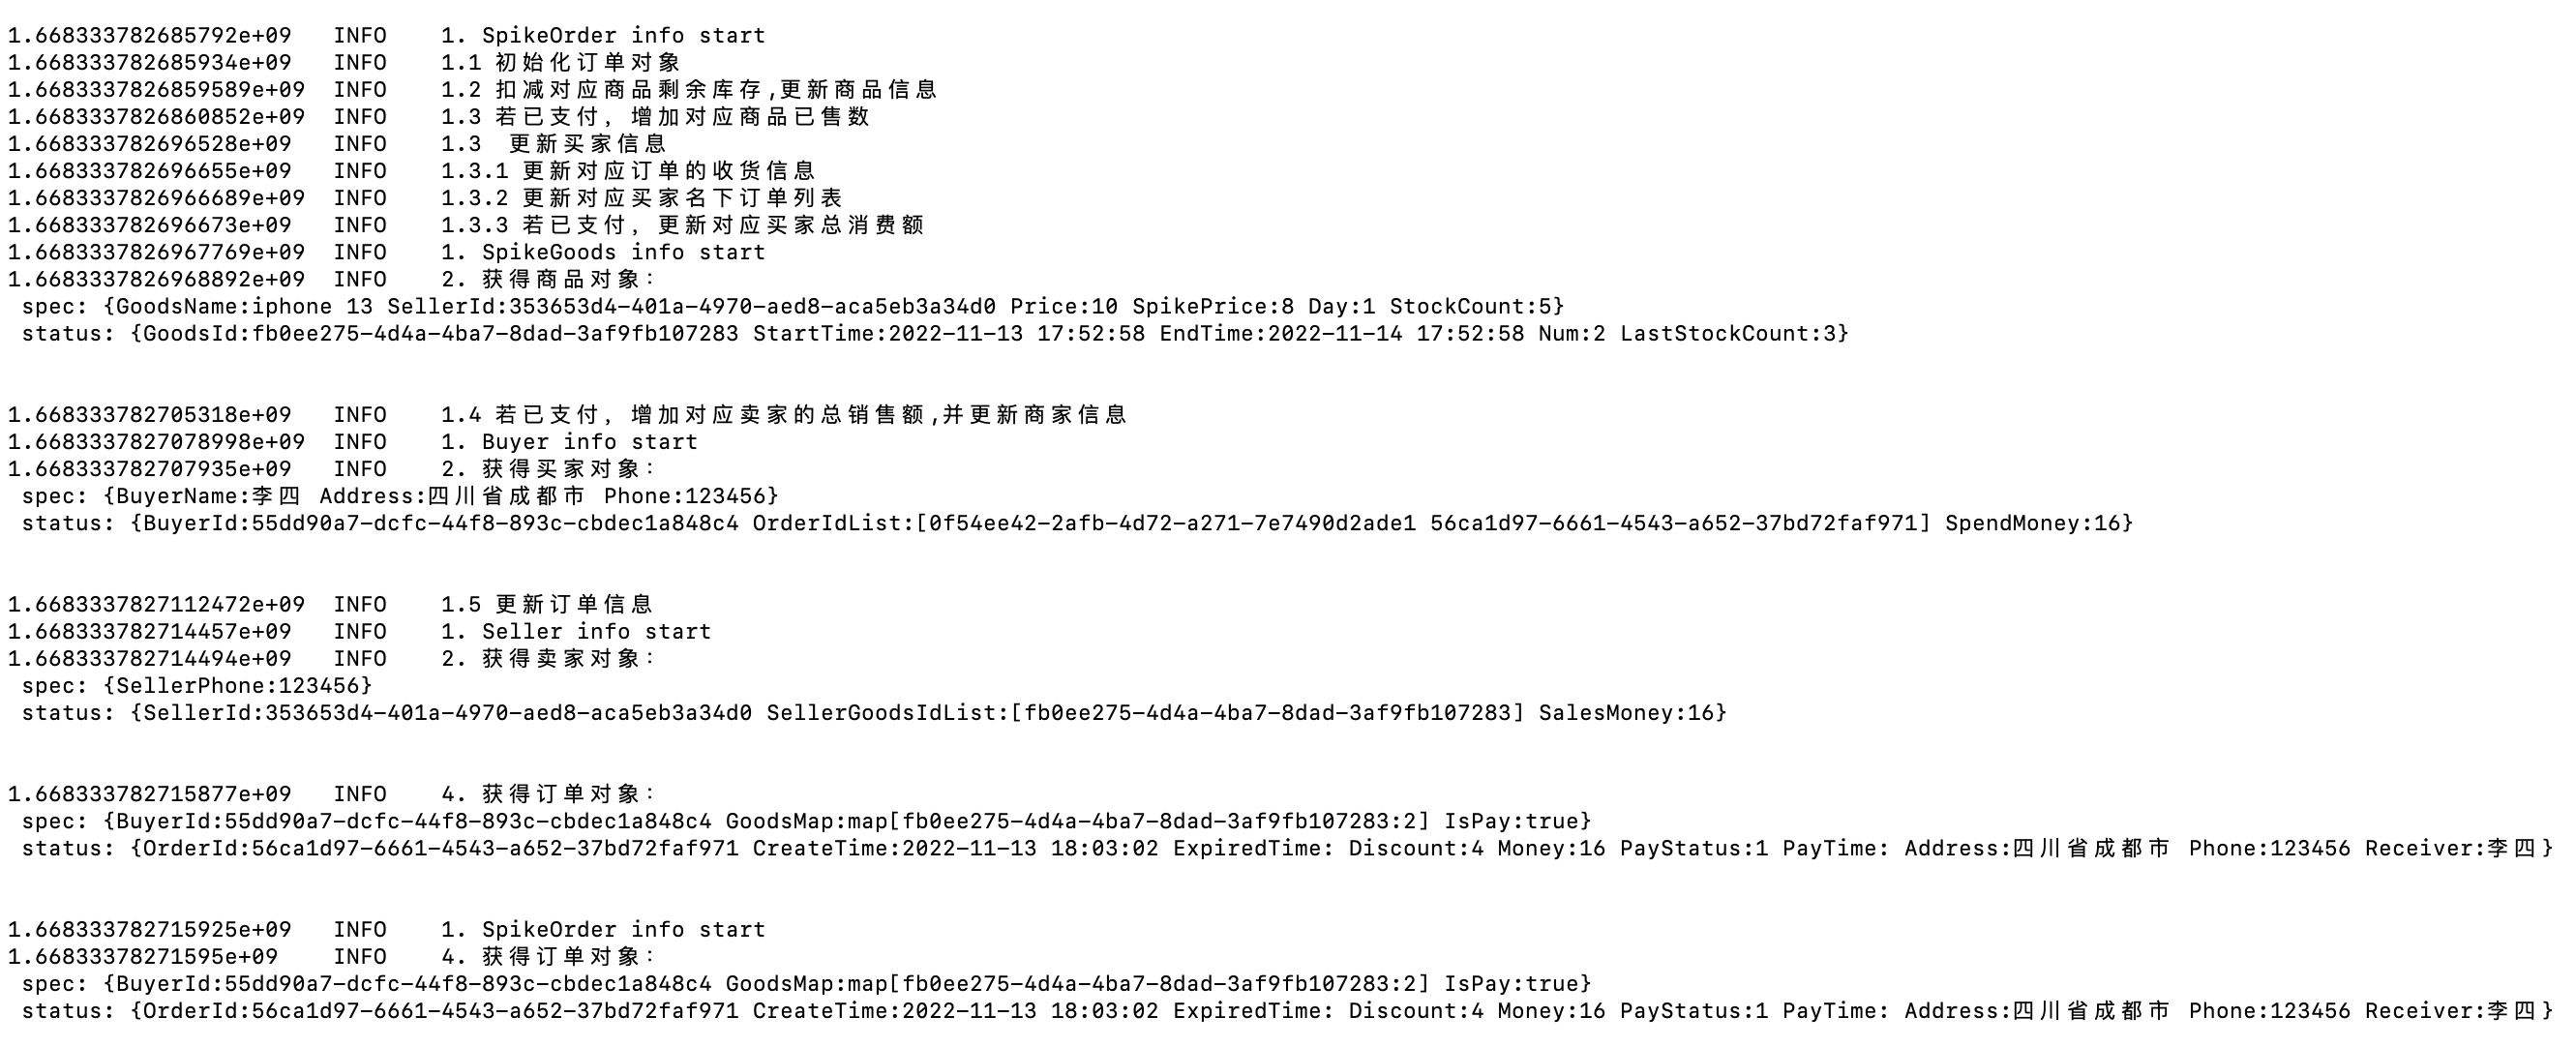 1.668333782685792e+09   INFO    1. SpikeOrder info start
1.668333782685934e+09   INFO    1.1 初始化订单对象
1.6683337826859589e+09  INFO    1.2 扣减对应商品剩余库存,更新商品信息
1.6683337826860852e+09  INFO    1.3 若已支付，增加对应商品已售数
1.668333782696528e+09   INFO    1.3  更新买家信息
1.668333782696655e+09   INFO    1.3.1 更新对应订单的收货信息
1.6683337826966689e+09  INFO    1.3.2 更新对应买家名下订单列表
1.668333782696673e+09   INFO    1.3.3 若已支付，更新对应买家总消费额
1.6683337826967769e+09  INFO    1. SpikeGoods info start
1.6683337826968892e+09  INFO    2. 获得商品对象：
 spec: {GoodsName:iphone 13 SellerId:353653d4-401a-4970-aed8-aca5eb3a34d0 Price:10 SpikePrice:8 Day:1 StockCount:5}
 status: {GoodsId:fb0ee275-4d4a-4ba7-8dad-3af9fb107283 StartTime:2022-11-13 17:52:58 EndTime:2022-11-14 17:52:58 Num:2 LastStockCount:3}
1.668333782705318e+09   INFO    1.4 若已支付，增加对应卖家的总销售额,并更新商家信息
1.6683337827078998e+09  INFO    1. Buyer info start
1.668333782707935e+09   INFO    2. 获得买家对象：
 spec: {BuyerName:李四 Address:四川省成都市 Phone:123456}
 status: {BuyerId:55dd90a7-dcfc-44f8-893c-cbdec1a848c4 OrderIdList:[0f54ee42-2afb-4d72-a271-7e7490d2ade1 56ca1d97-6661-4543-a652-37bd72faf971] SpendMoney:16}
1.6683337827112472e+09  INFO    1.5 更新订单信息
1.668333782714457e+09   INFO    1. Seller info start
1.668333782714494e+09   INFO    2. 获得卖家对象：
 spec: {SellerPhone:123456}
 status: {SellerId:353653d4-401a-4970-aed8-aca5eb3a34d0 SellerGoodsIdList:[fb0ee275-4d4a-4ba7-8dad-3af9fb107283] SalesMoney:16}
1.668333782715877e+09   INFO    4. 获得订单对象：
 spec: {BuyerId:55dd90a7-dcfc-44f8-893c-cbdec1a848c4 GoodsMap:map[fb0ee275-4d4a-4ba7-8dad-3af9fb107283:2] IsPay:true}
 status: {OrderId:56ca1d97-6661-4543-a652-37bd72faf971 CreateTime:2022-11-13 18:03:02 ExpiredTime: Discount:4 Money:16 PayStatus:1 PayTime: Address:四川省成都市 Phone:123456 Receiver:李四}
1.668333782715925e+09   INFO    1. SpikeOrder info start
1.66833378271595e+09    INFO    4. 获得订单对象：
 spec: {BuyerId:55dd90a7-dcfc-44f8-893c-cbdec1a848c4 GoodsMap:map[fb0ee275-4d4a-4ba7-8dad-3af9fb107283:2] IsPay:true}
 status: {OrderId:56ca1d97-6661-4543-a652-37bd72faf971 CreateTime:2022-11-13 18:03:02 ExpiredTime: Discount:4 Money:16 PayStatus:1 PayTime: Address:四川省成都市 Phone:123456 Receiver:李四}